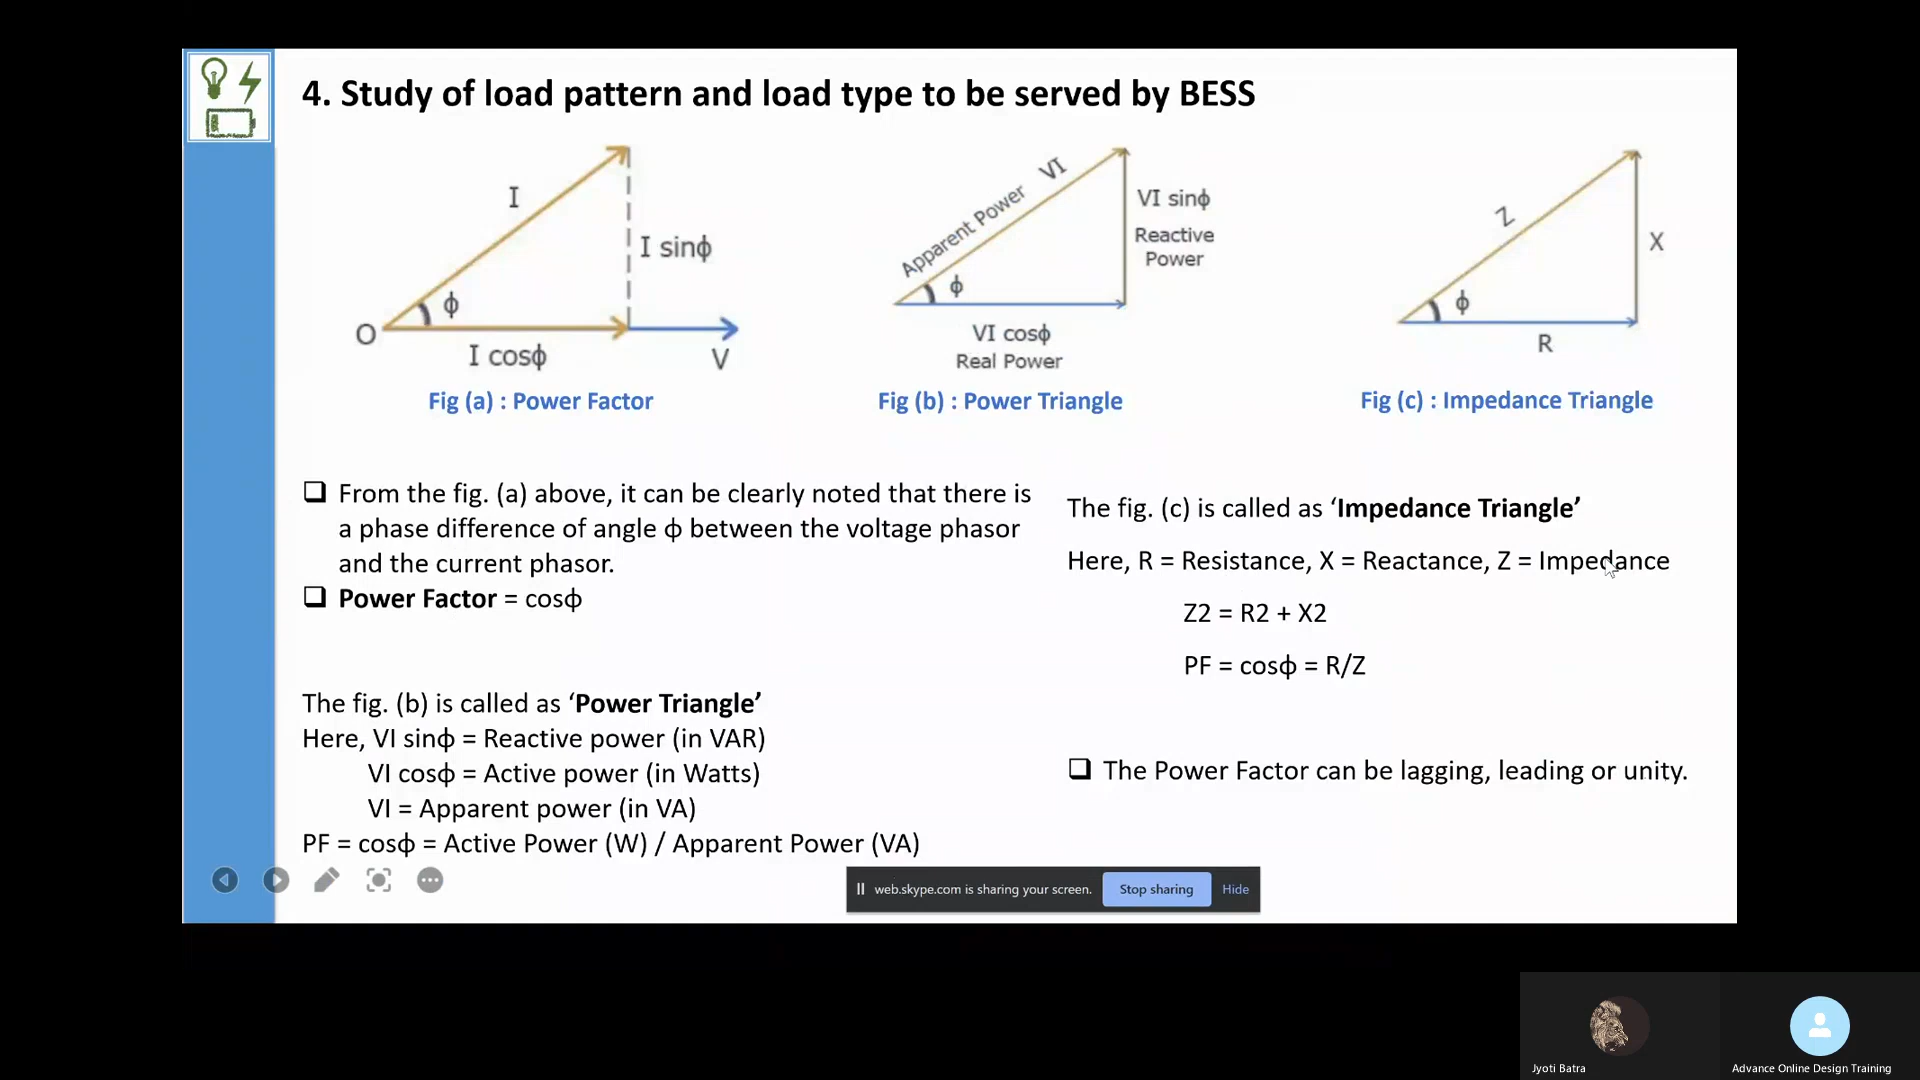 4. Study of load pattern and load type to be served by BESS
I
I sinϕ
ϕ
O
I cosϕ
V
Fig (a) : Power Factor
Apparent Power VI
VI sinϕ
Reactive
Power
ϕ
VI cosϕ
Real Power
Fig (b) : Power Triangle
Z
X
ϕ
R
Fig (c) : Impedance Triangle
❑ From the fig. (a) above, it can be clearly noted that there is
a phase difference of angle ϕ between the voltage phasor
and the current phasor.
❑ Power Factor = cosϕ
The fig. (b) is called as ‘Power Triangle’
Here, VI sinϕ = Reactive power (in VAR)
VI cosϕ = Active power (in Watts)
VI = Apparent power (in VA)
PF = cosϕ = Active Power (W) / Apparent Power (VA)
The fig. (c) is called as ‘Impedance Triangle’
Here, R = Resistance, X = Reactance, Z = Impedance
Z2 = R2 + X2
PF = cosϕ = R/Z
❑ The Power Factor can be lagging, leading or unity.
web.skype.com is sharing your screen. Stop sharing Hide
Jyoti Batra
Advance Online Design Training